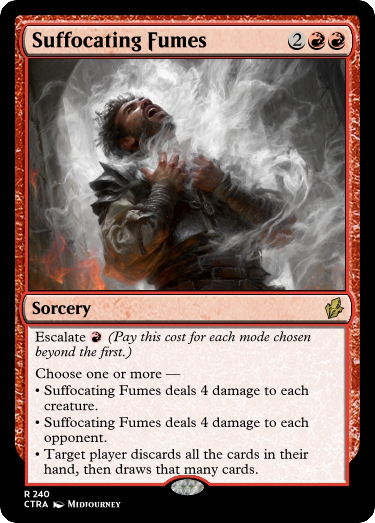 Suffocating Fumes 2
Sorcery
Escalate (Pay this cost for each mode chosen
beyond the first.)
Choose one or more —
• Suffocating Fumes deals 4 damage to each
creature.
• Suffocating Fumes deals 4 damage to each
opponent.
• Target player discards all the cards in their
hand, then draws that many cards.
R 240
CTRA Midjourney